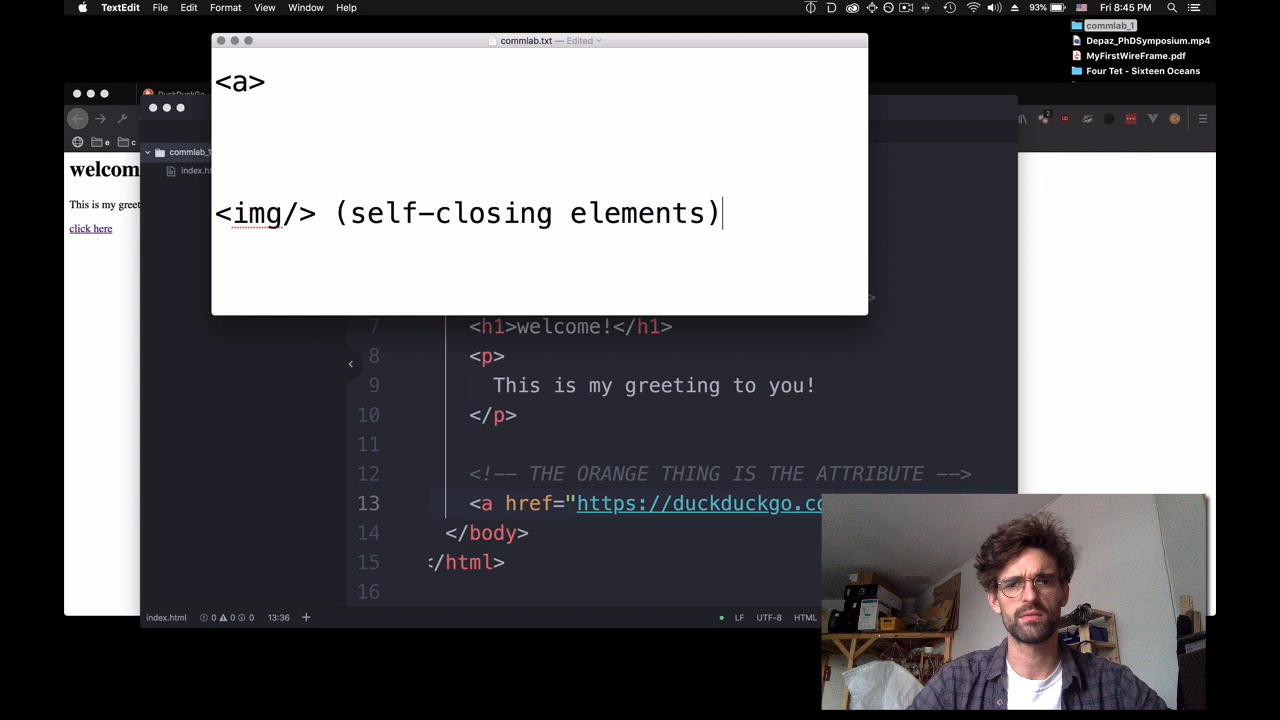 TextEdit File Edit Format View Window Help
93% Fri 8:45 PM
commlab_1
Depaz_PhDSymposium.mp4
MyFirstWireFrame.pdf
Four Tet - Sixteen Oceans
commlab.txt — Edited
<a>
<img/> (self-closing elements)
DuckDuckGo
2
e c
welcom
This is my greet
click here
commlab_1
index.ht
>
7 <h1>welcome!</h1>
8 <p>
9 This is my greeting to you!
10 </p>
11
12 <!-- THE ORANGE THING IS THE ATTRIBUTE -->
13 <a href="https://duckduckgo.co
14 </body>
15 </html>
16
index.html 0 0 0 13:36 + LF UTF-8 HTML